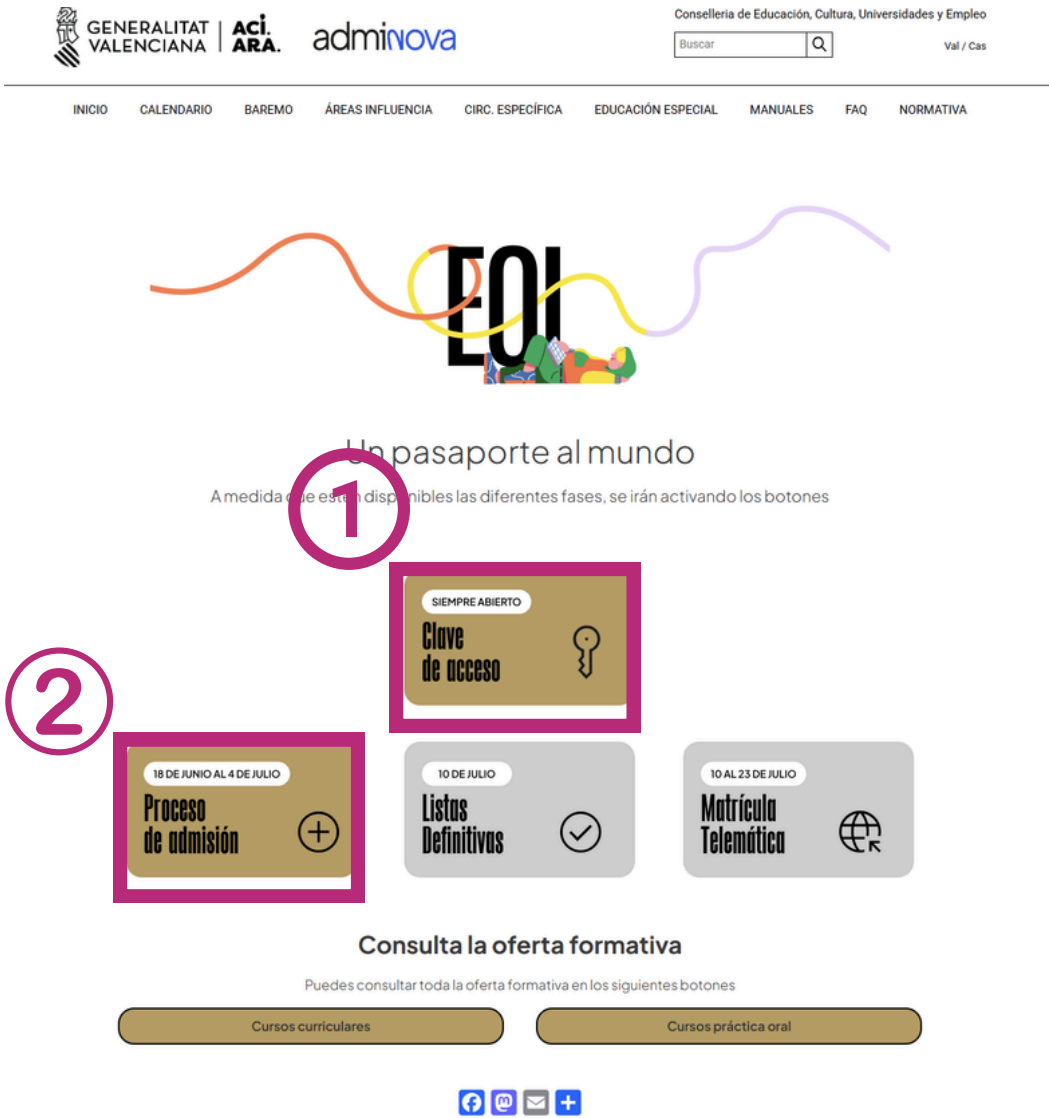 GENERALITAT
VALENCIANA
ACÍ.
ARA.
adminova
Conselleria de Educación, Cultura, Universidades y Empleo
Buscar
Val / Cas
INICIO CALENDARIO BAREMO ÁREAS INFLUENCIA CIRC. ESPECÍFICA EDUCACIÓN ESPECIAL MANUALES FAQ NORMATIVA
EOI
Un pasaporte al mundo
A medida que estén disponibles las diferentes fases, se irán activando los botones
1
SIEMPRE ABIERTO
Clave
de acceso
2
18 DE JUNIO AL 4 DE JULIO
Proceso
de admisión
10 DE JULIO
Listas
Definitivas
10 AL 23 DE JULIO
Matrícula
Telemática
Consulta la oferta formativa
Puedes consultar toda la oferta formativa en los siguientes botones
Cursos curriculares
Cursos práctica oral